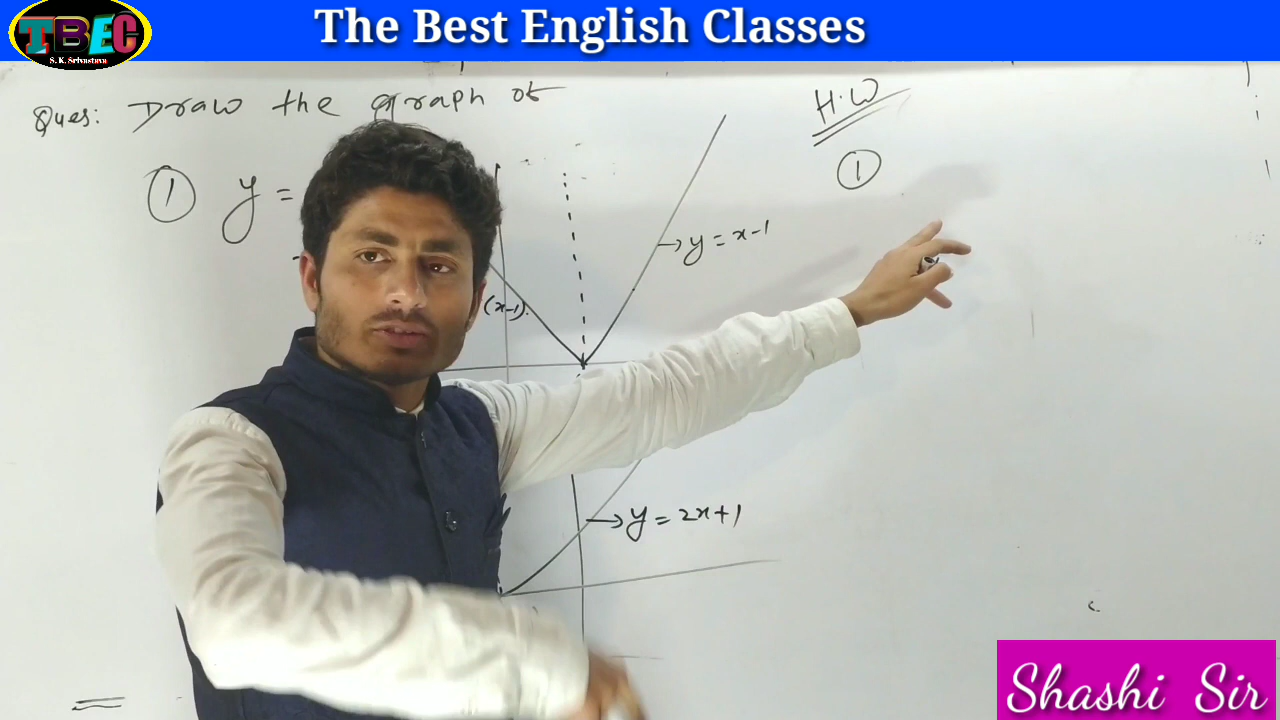 TBEC
S. K. Srivastava
The Best English Classes
Ques: Draw the graph of
H.W
① y =
①
→ y = x-1
(x-1).
→ y = 2x+1
Shashi Sir